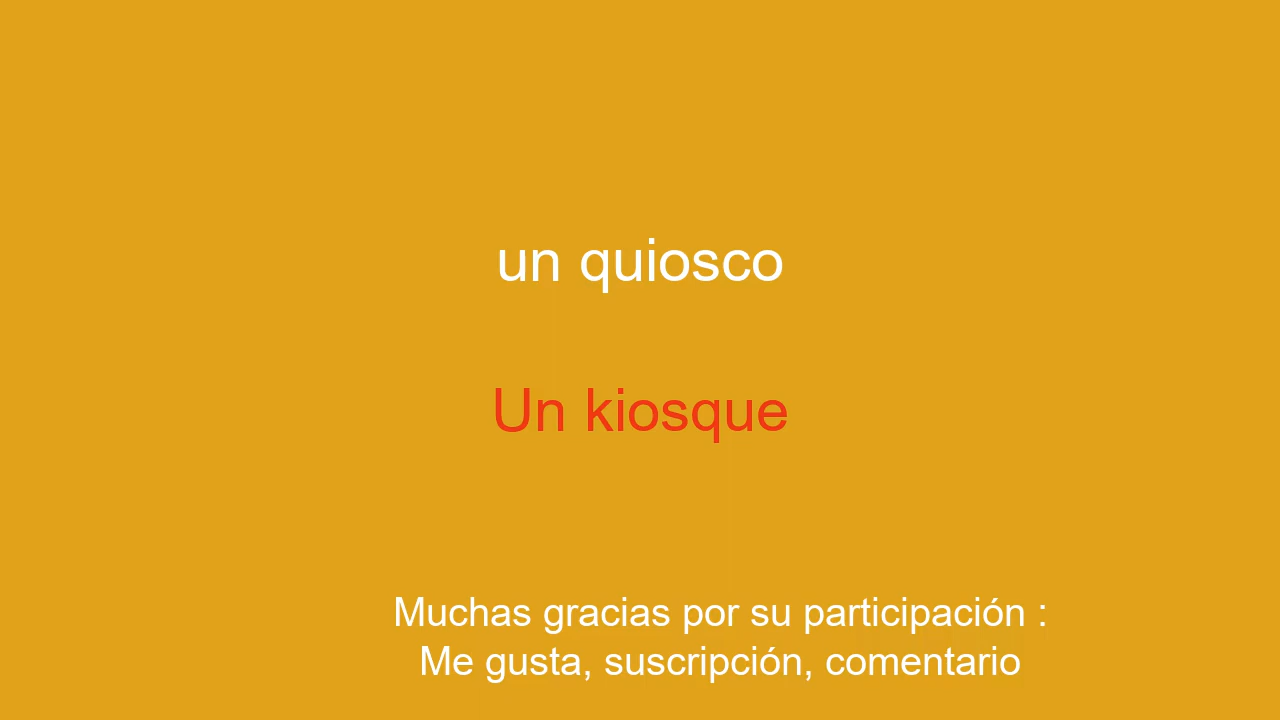 un quiosco
Un kiosque
Muchas gracias por su participación :
Me gusta, suscripción, comentario